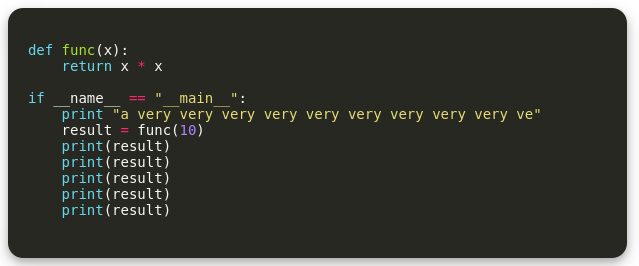 def func(x):
    return x * x

if __name__ == "__main__":
    print "a very very very very very very very very very ve"
    result = func(10)
    print(result)
    print(result)
    print(result)
    print(result)
    print(result)